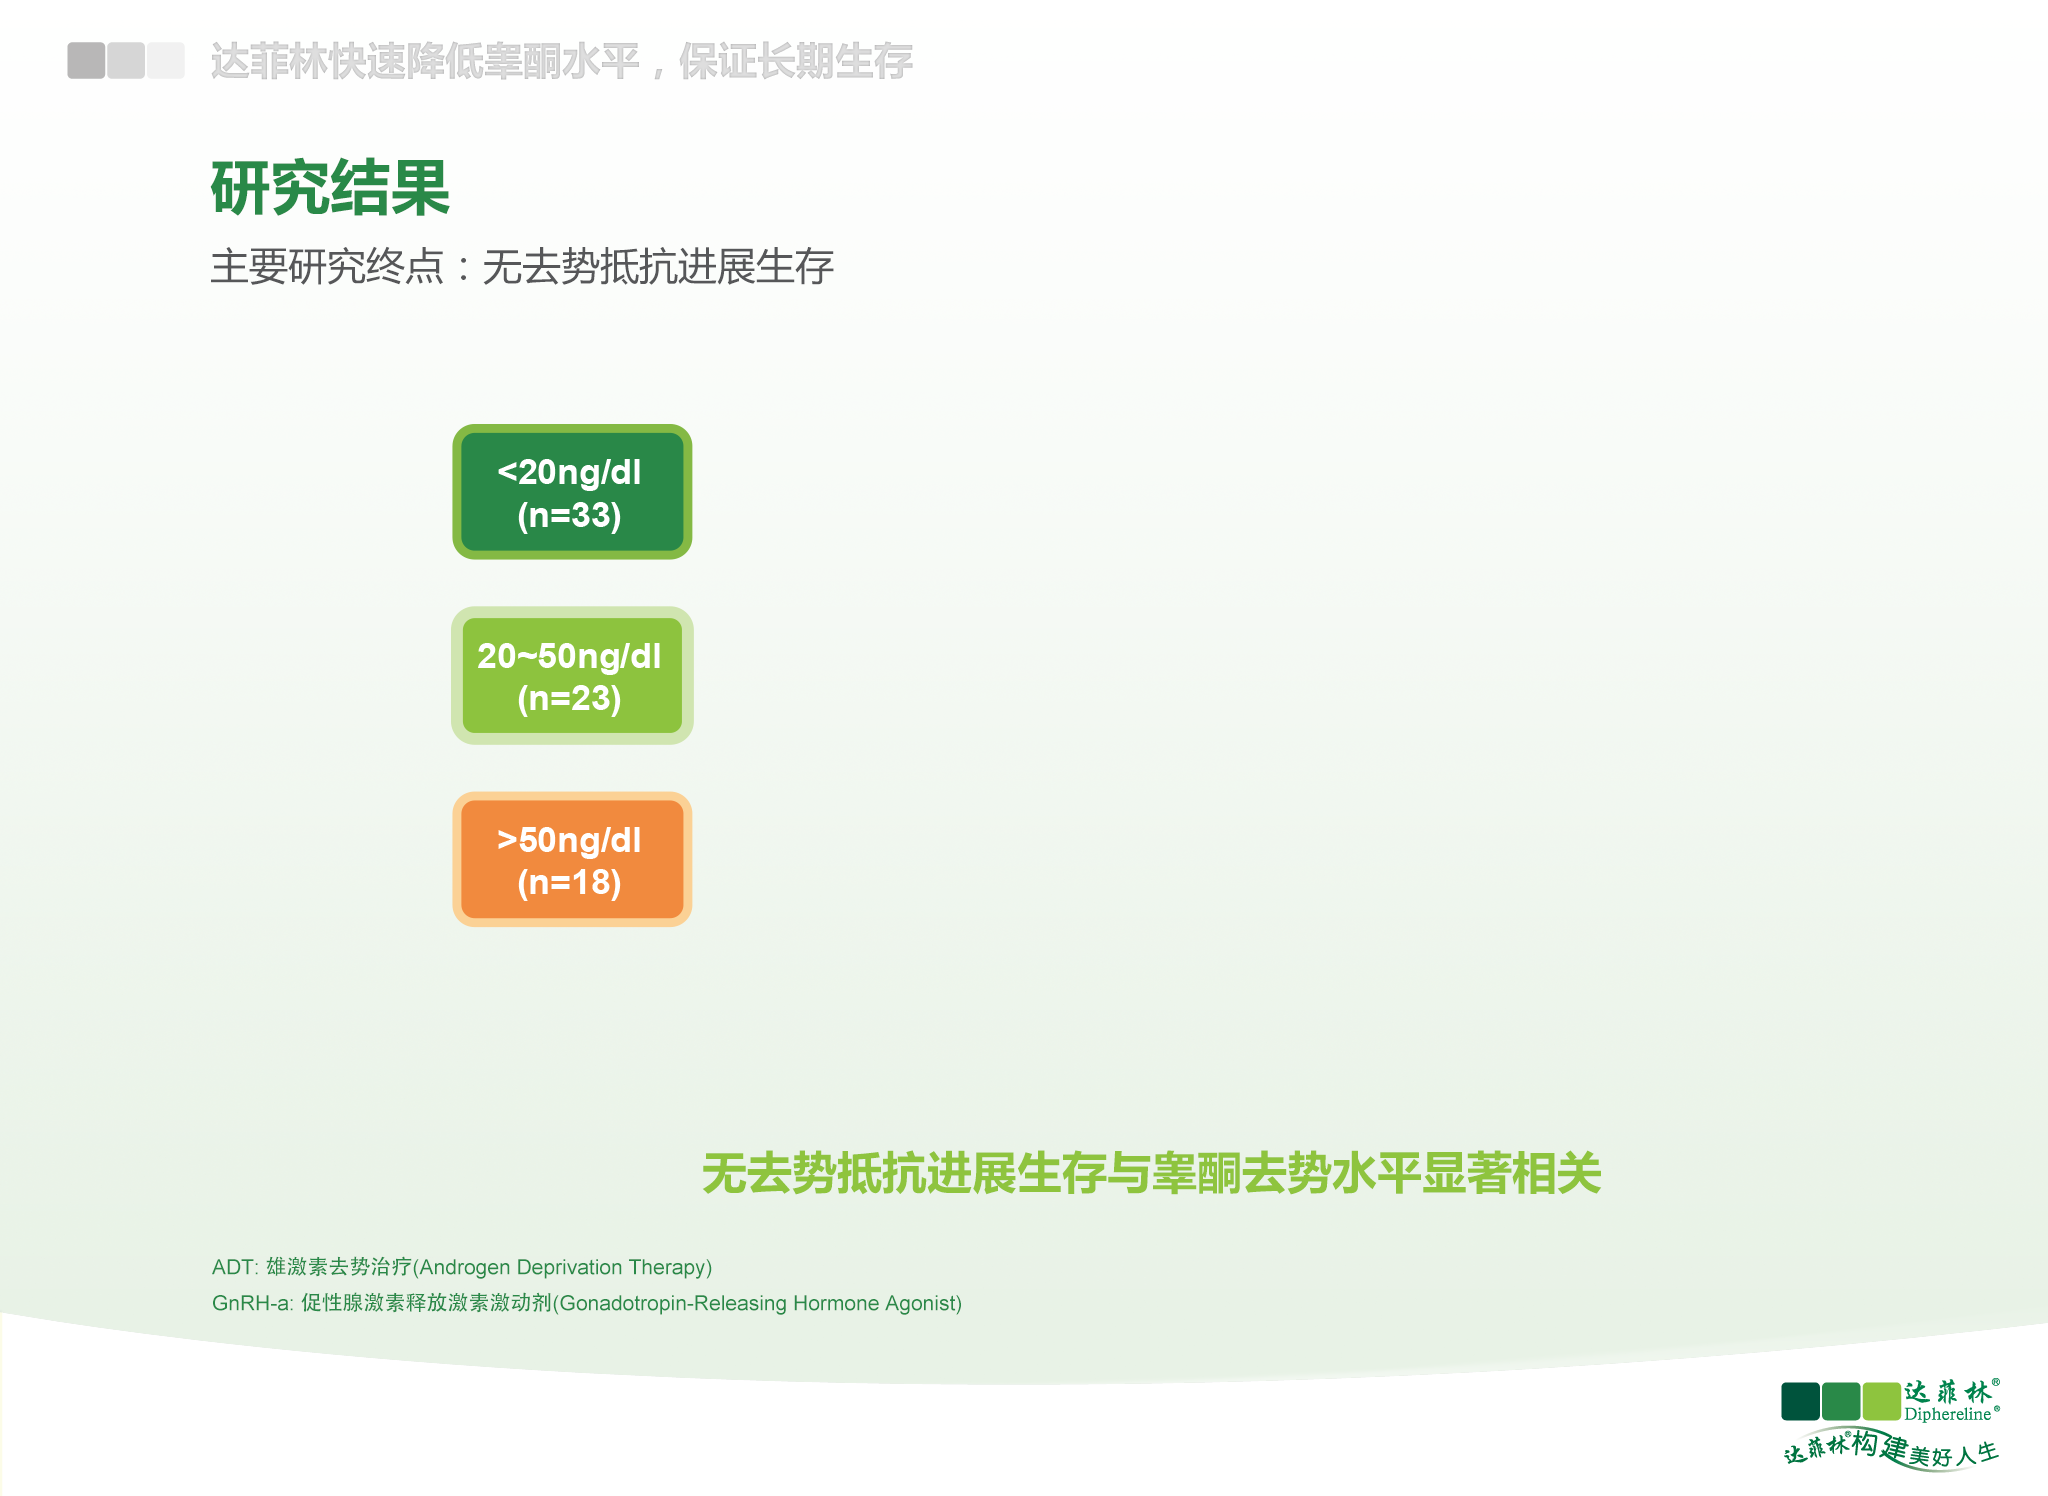 达菲林快速降低睾酮水平，保证长期生存
研究结果
主要研究终点：无去势抵抗进展生存
<20ng/dl
(n=33)
20~50ng/dl
(n=23)
>50ng/dl
(n=18)
无去势抵抗进展生存与睾酮去势水平显著相关
ADT: 雄激素去势治疗(Androgen Deprivation Therapy)
GnRH-a: 促性腺激素释放激素激动剂(Gonadotropin-Releasing Hormone Agonist)
达菲林®
Diphereline®
达菲林®构建美好人生